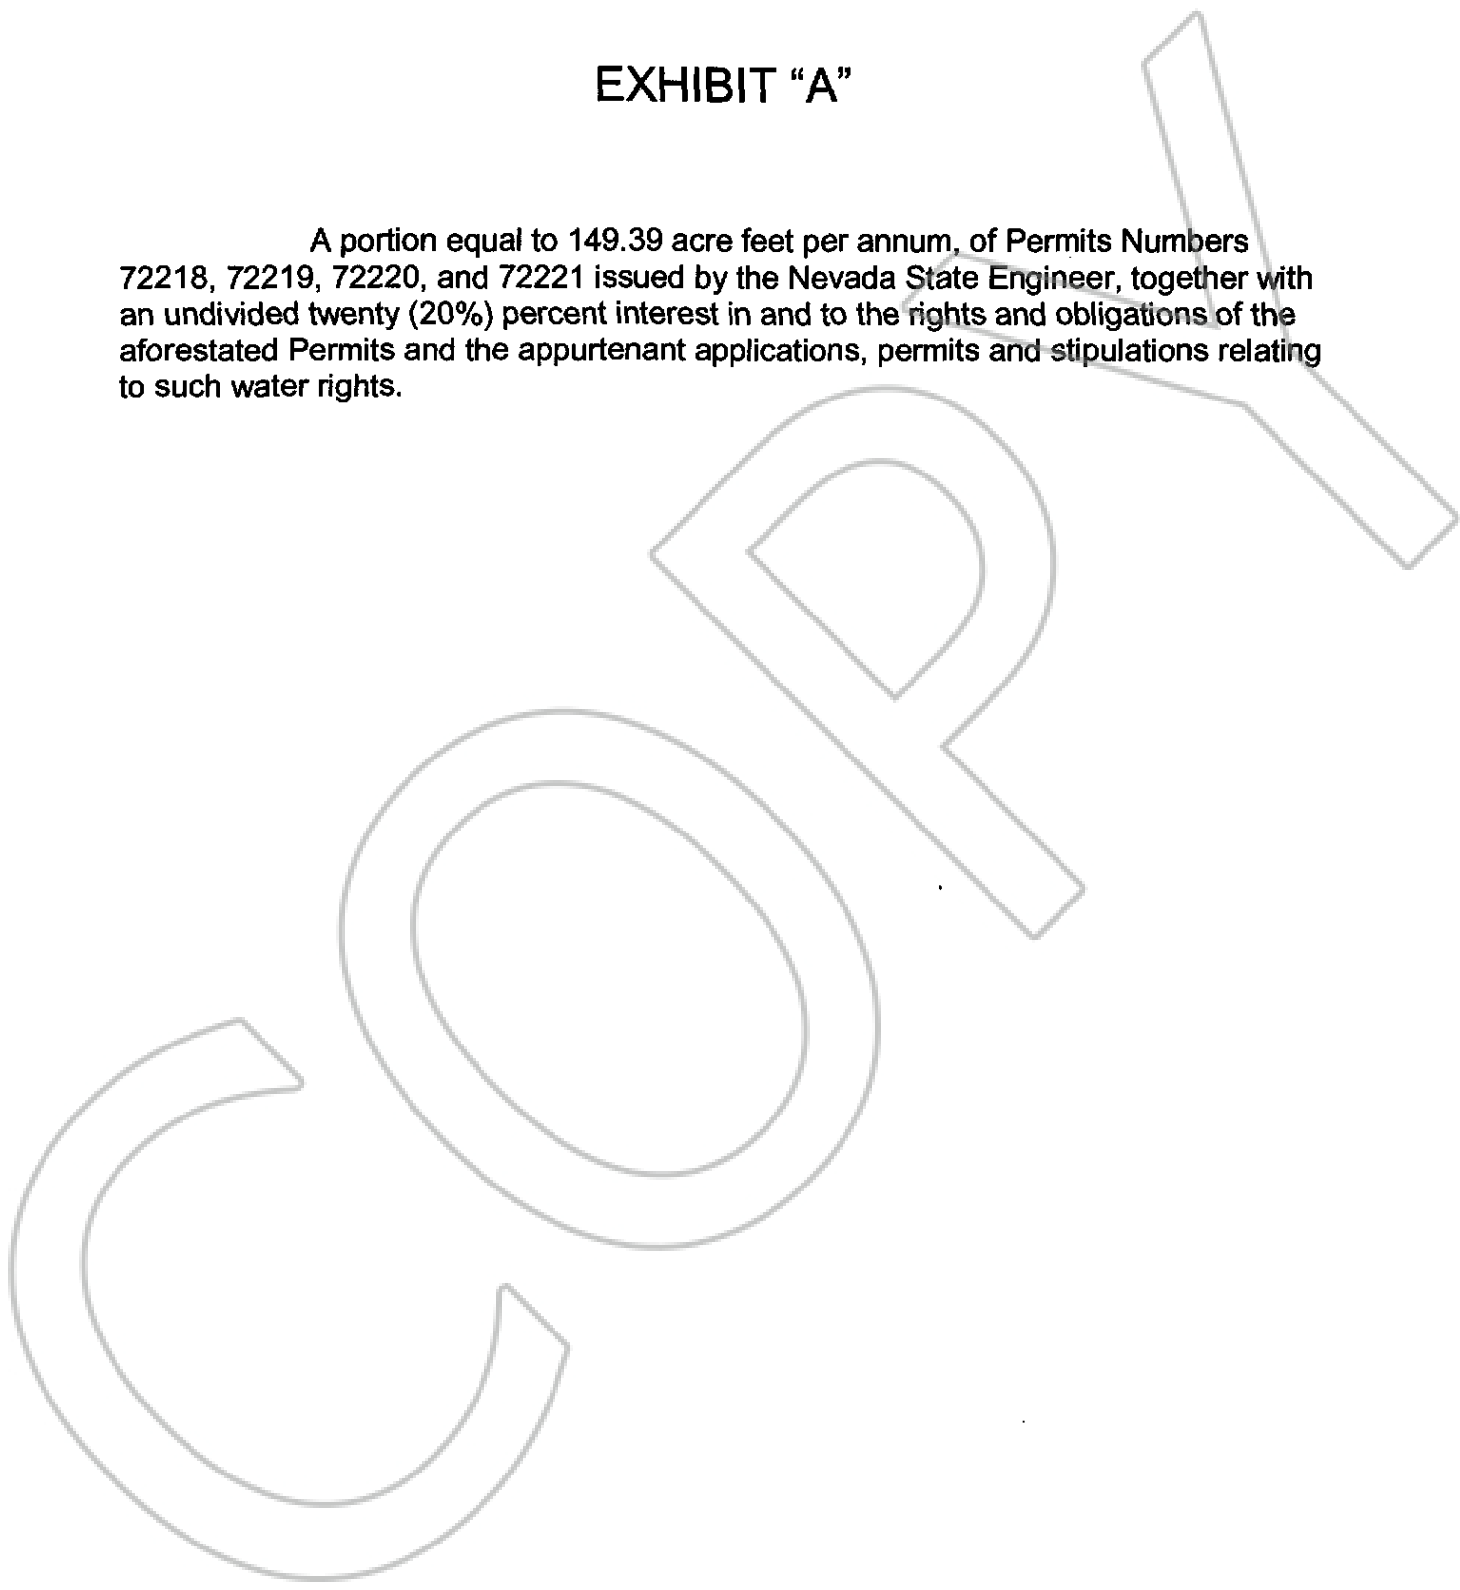 EXHIBIT “A”
A portion equal to 149.39 acre feet per annum, of Permits Numbers
72218, 72219, 72220, and 72221 issued by the Nevada State Engineer, together with
an undivided twenty (20%) percent interest in and to the rights and obligations of the
aforestated Permits and the appurtenant applications, permits and stipulations relating
to such water rights.
COPY